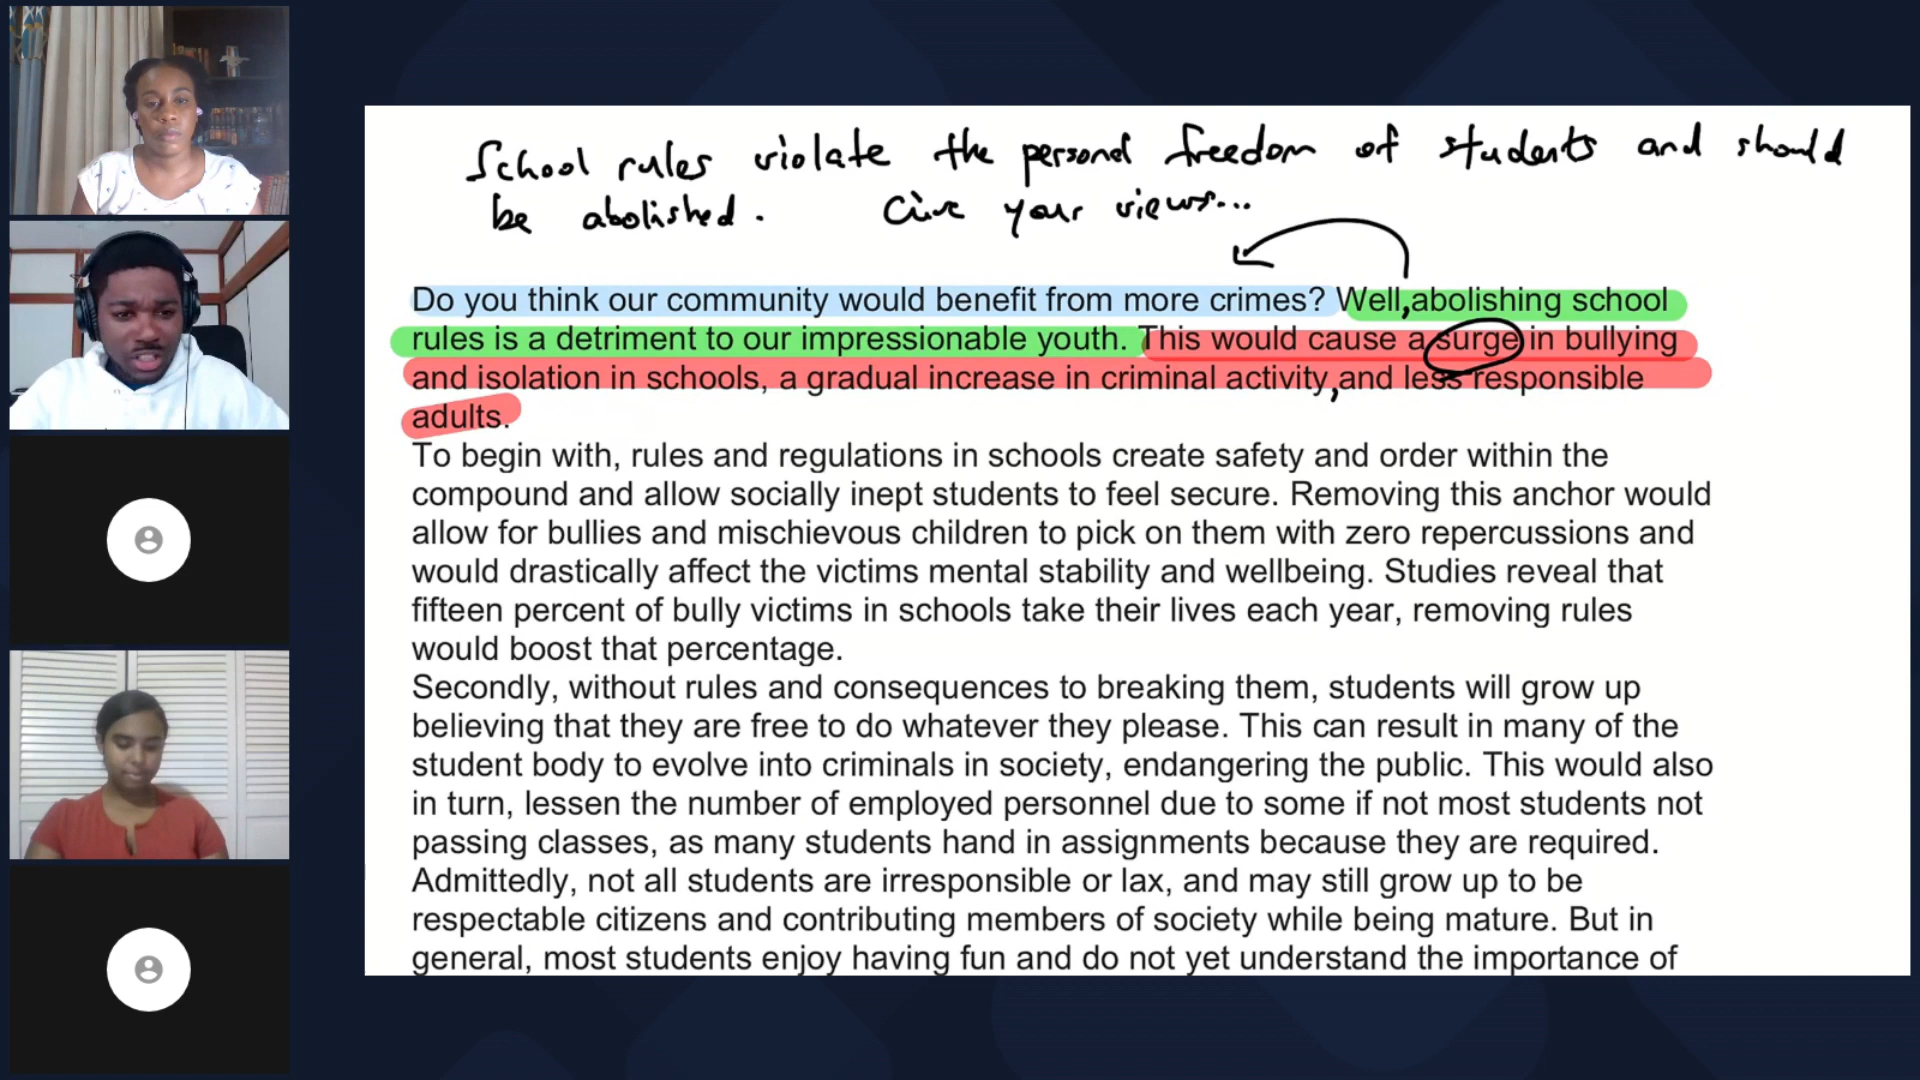 School rules violate the personal freedom of students and should
be abolished. Give your views...
Do you think our community would benefit from more crimes? Well,abolishing school
rules is a detriment to our impressionable youth. This would cause a surge in bullying
and isolation in schools, a gradual increase in criminal activity,and less responsible
adults.
To begin with, rules and regulations in schools create safety and order within the
compound and allow socially inept students to feel secure. Removing this anchor would
allow for bullies and mischievous children to pick on them with zero repercussions and
would drastically affect the victims mental stability and wellbeing. Studies reveal that
fifteen percent of bully victims in schools take their lives each year, removing rules
would boost that percentage.
Secondly, without rules and consequences to breaking them, students will grow up
believing that they are free to do whatever they please. This can result in many of the
student body to evolve into criminals in society, endangering the public. This would also
in turn, lessen the number of employed personnel due to some if not most students not
passing classes, as many students hand in assignments because they are required.
Admittedly, not all students are irresponsible or lax, and may still grow up to be
respectable citizens and contributing members of society while being mature. But in
general, most students enjoy having fun and do not yet understand the importance of